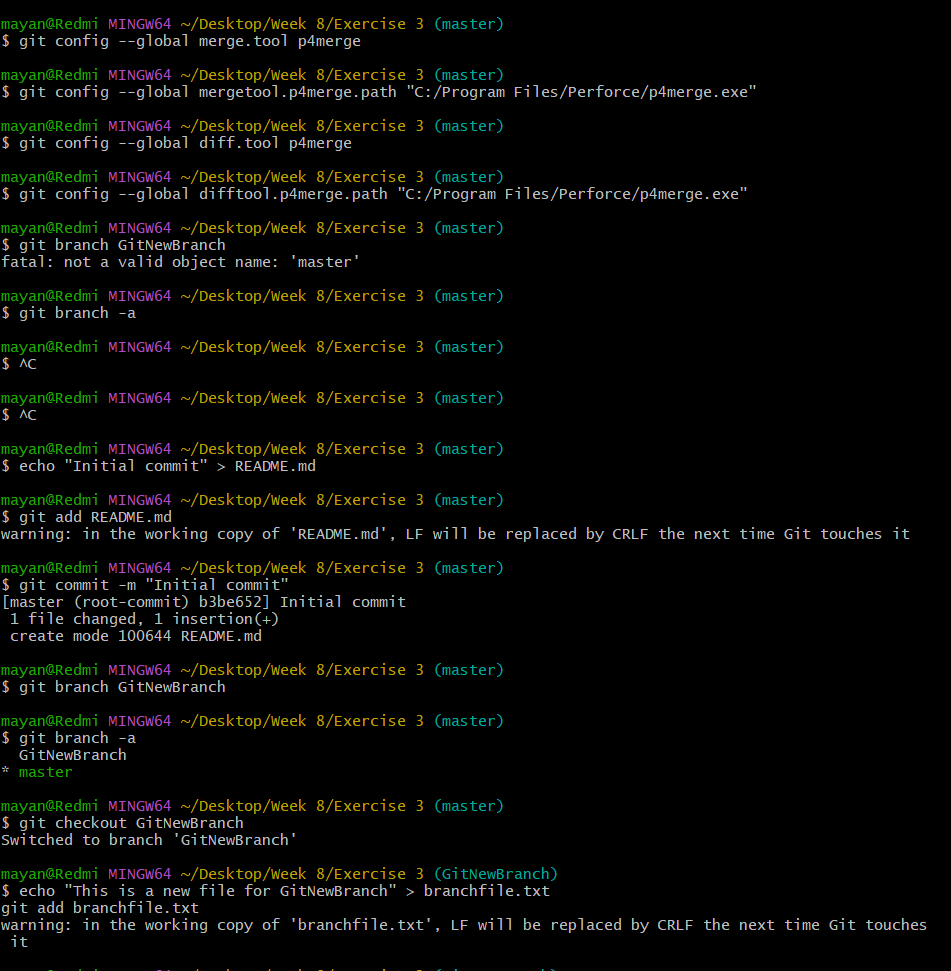 mayan@Redmi MINGW64 ~/Desktop/Week 8/Exercise 3 (master)
$ git config --global merge.tool p4merge
mayan@Redmi MINGW64 ~/Desktop/Week 8/Exercise 3 (master)
$ git config --global mergetool.p4merge.path "C:/Program Files/Perforce/p4merge.exe"
mayan@Redmi MINGW64 ~/Desktop/Week 8/Exercise 3 (master)
$ git config --global diff.tool p4merge
mayan@Redmi MINGW64 ~/Desktop/Week 8/Exercise 3 (master)
$ git config --global difftool.p4merge.path "C:/Program Files/Perforce/p4merge.exe"
mayan@Redmi MINGW64 ~/Desktop/Week 8/Exercise 3 (master)
$ git branch GitNewBranch
fatal: not a valid object name: 'master'
mayan@Redmi MINGW64 ~/Desktop/Week 8/Exercise 3 (master)
$ git branch -a
mayan@Redmi MINGW64 ~/Desktop/Week 8/Exercise 3 (master)
$ ^C
mayan@Redmi MINGW64 ~/Desktop/Week 8/Exercise 3 (master)
$ ^C
mayan@Redmi MINGW64 ~/Desktop/Week 8/Exercise 3 (master)
$ echo "Initial commit" > README.md
mayan@Redmi MINGW64 ~/Desktop/Week 8/Exercise 3 (master)
$ git add README.md
warning: in the working copy of 'README.md', LF will be replaced by CRLF the next time Git touches it
mayan@Redmi MINGW64 ~/Desktop/Week 8/Exercise 3 (master)
$ git commit -m "Initial commit"
[master (root-commit) b3be652] Initial commit
 1 file changed, 1 insertion(+)
 create mode 100644 README.md
mayan@Redmi MINGW64 ~/Desktop/Week 8/Exercise 3 (master)
$ git branch GitNewBranch
mayan@Redmi MINGW64 ~/Desktop/Week 8/Exercise 3 (master)
$ git branch -a
  GitNewBranch
* master
mayan@Redmi MINGW64 ~/Desktop/Week 8/Exercise 3 (master)
$ git checkout GitNewBranch
Switched to branch 'GitNewBranch'
mayan@Redmi MINGW64 ~/Desktop/Week 8/Exercise 3 (GitNewBranch)
$ echo "This is a new file for GitNewBranch" > branchfile.txt
git add branchfile.txt
warning: in the working copy of 'branchfile.txt', LF will be replaced by CRLF the next time Git touches
 it